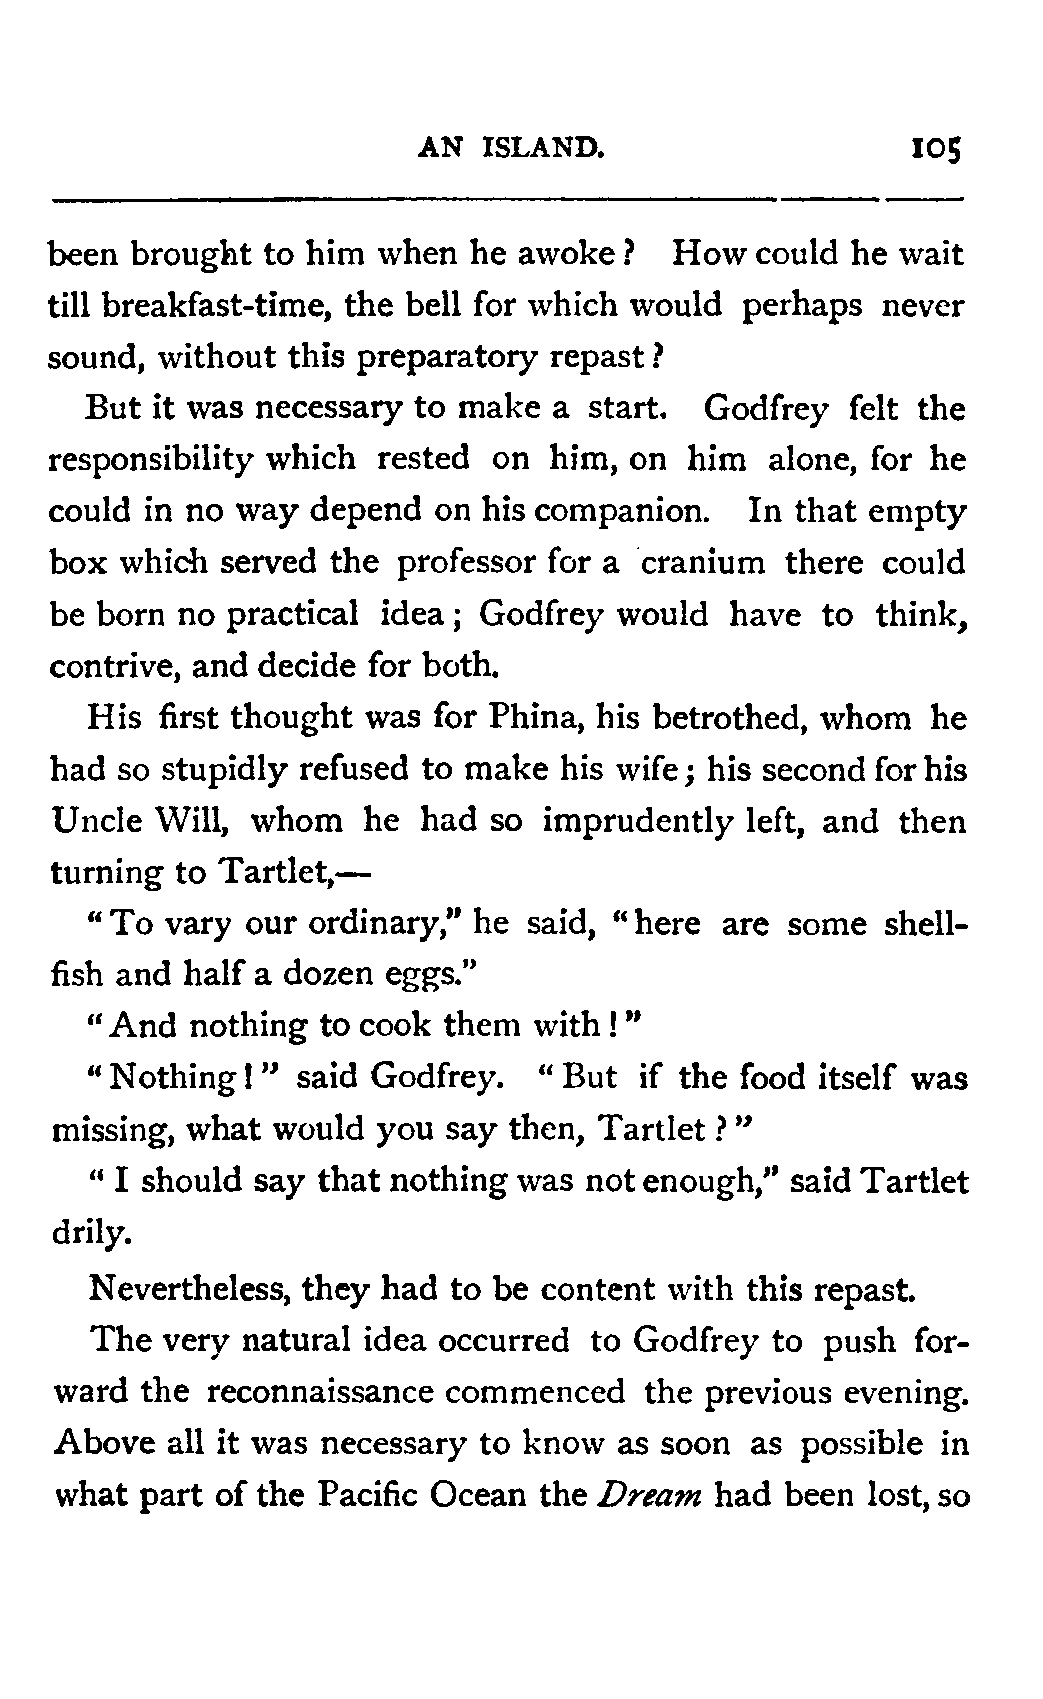 AN ISLAND. 105
been brought to him when he awoke? How could he wait
till breakfast-time, the bell for which would perhaps never
sound, without this preparatory repast?
But it was necessary to make a start. Godfrey felt the
responsibility which rested on him, on him alone, for he
could in no way depend on his companion. In that empty
box which served the professor for a cranium there could
be born no practical idea; Godfrey would have to think,
contrive, and decide for both.
His first thought was for Phina, his betrothed, whom he
had so stupidly refused to make his wife; his second for his
Uncle Will, whom he had so imprudently left, and then
turning to Tartlet,—
"To vary our ordinary," he said, "here are some shell-
fish and half a dozen eggs."
"And nothing to cook them with!"
"Nothing!" said Godfrey. "But if the food itself was
missing, what would you say then, Tartlet?"
"I should say that nothing was not enough," said Tartlet
drily.
Nevertheless, they had to be content with this repast.
The very natural idea occurred to Godfrey to push for-
ward the reconnaissance commenced the previous evening.
Above all it was necessary to know as soon as possible in
what part of the Pacific Ocean the Dream had been lost, so